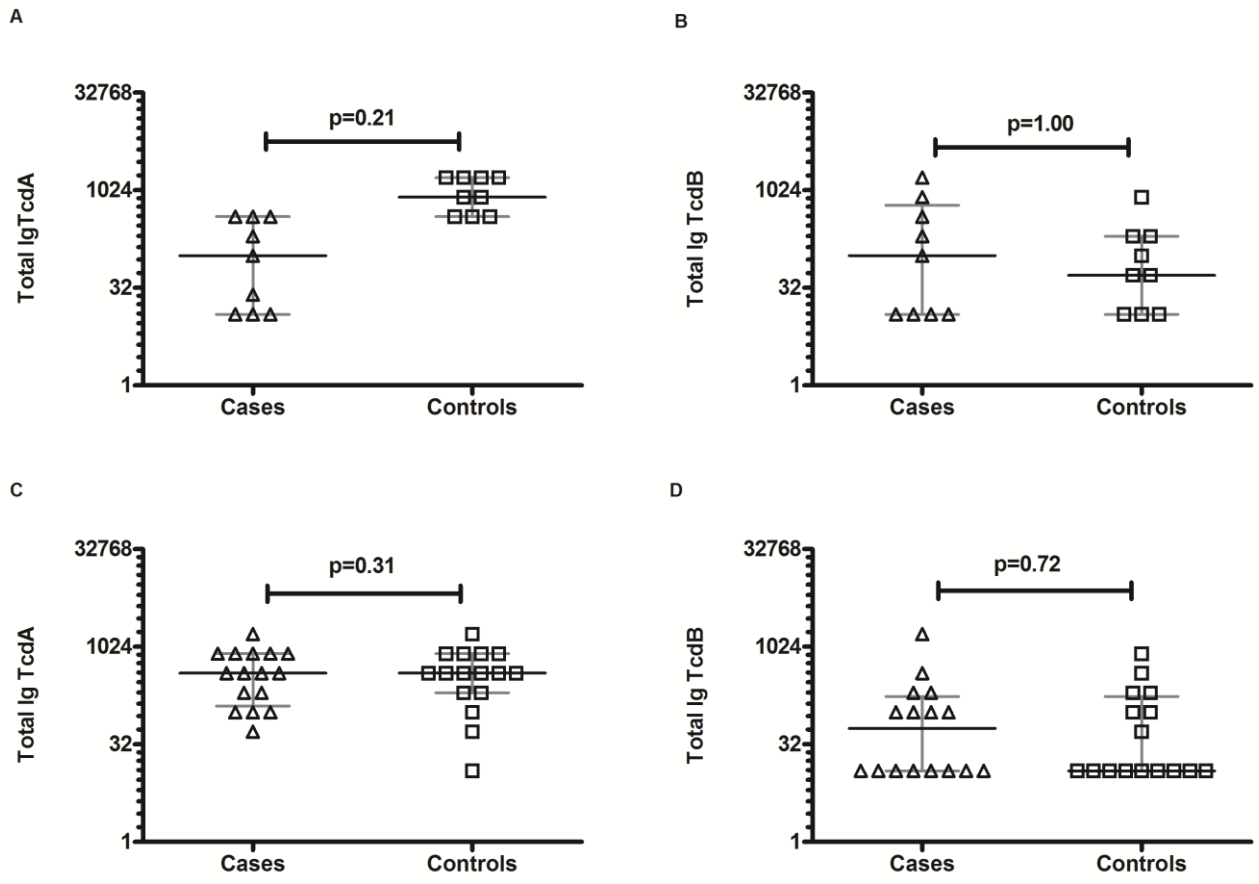 A
Total IgTcdA
32768
1024
32
1
p=0.21
Cases
Controls
B
Total Ig TcdB
32768
1024
32
1
p=1.00
Cases
Controls
C
Total Ig TcdA
32768
1024
32
1
p=0.31
Cases
Controls
D
Total Ig TcdB
32768
1024
32
1
p=0.72
Cases
Controls